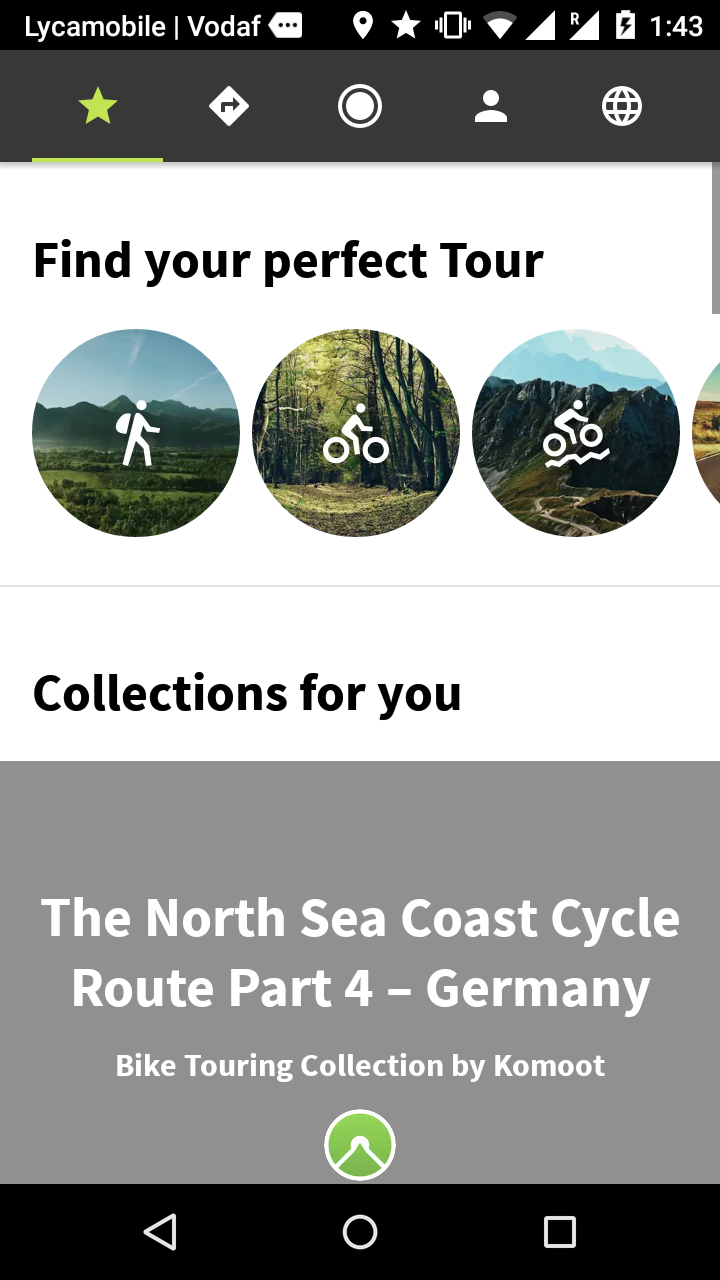 Lycamobile | Vodaf
R
1:43
Find your perfect Tour
Collections for you
The North Sea Coast Cycle
Route Part 4 – Germany
Bike Touring Collection by Komoot